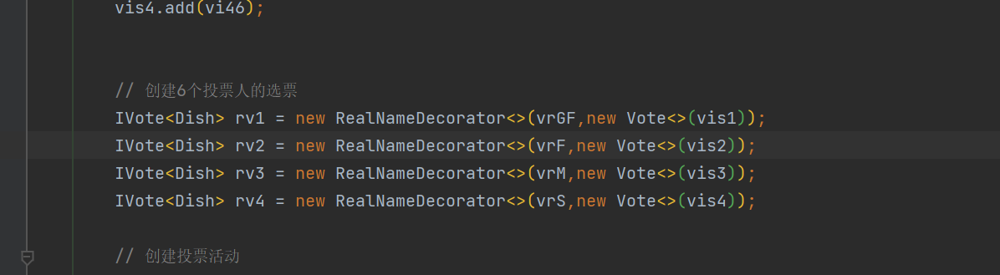 vis4.add(vi46);
// 创建6个投票人的选票
IVote<Dish> rv1 = new RealNameDecorator<>(vrGF,new Vote<>(vis1));
IVote<Dish> rv2 = new RealNameDecorator<>(vrF,new Vote<>(vis2));
IVote<Dish> rv3 = new RealNameDecorator<>(vrM,new Vote<>(vis3));
IVote<Dish> rv4 = new RealNameDecorator<>(vrS,new Vote<>(vis4));
// 创建投票活动